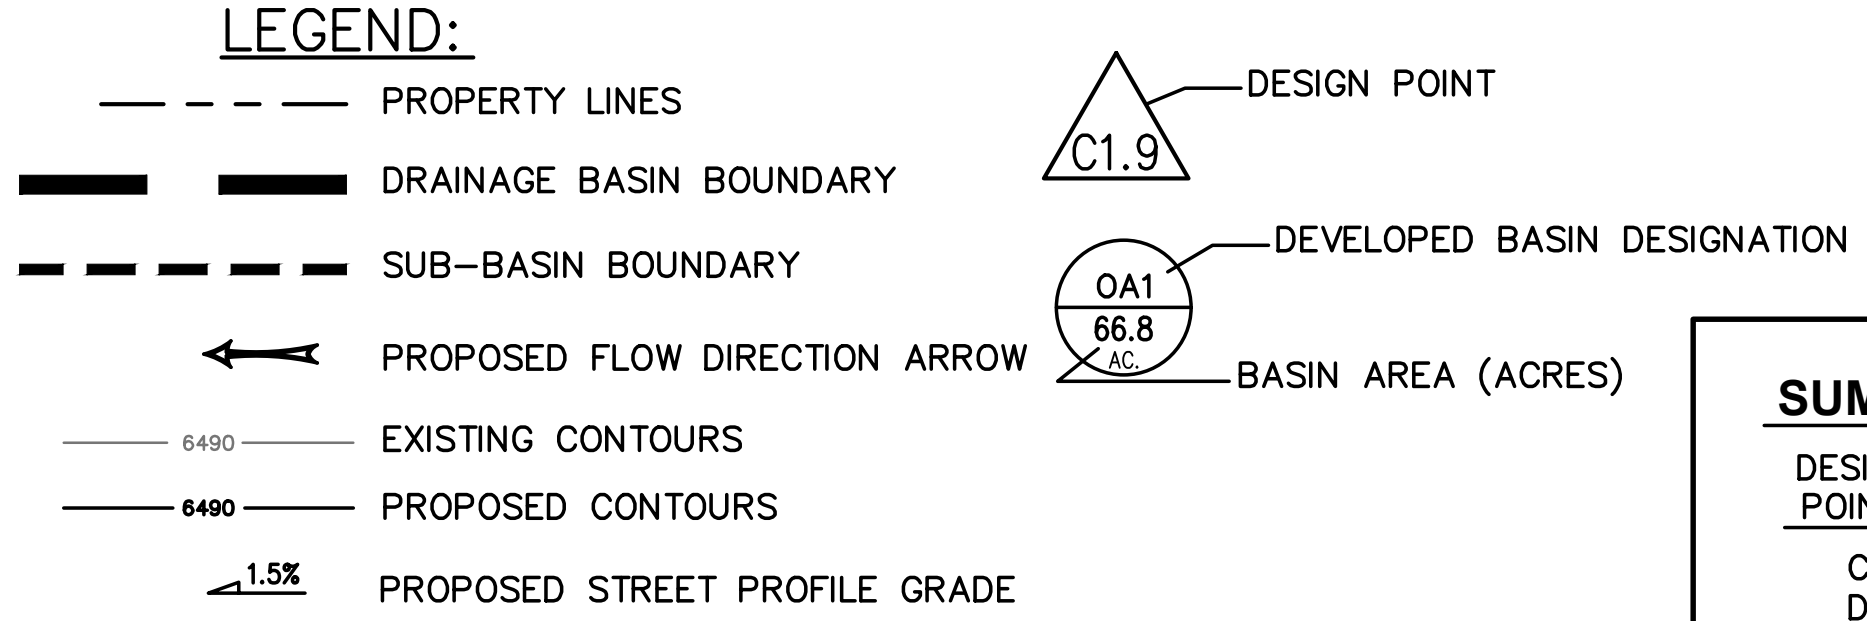 LEGEND:
PROPERTY LINES
DRAINAGE BASIN BOUNDARY
SUB-BASIN BOUNDARY
PROPOSED FLOW DIRECTION ARROW
6490 EXISTING CONTOURS
6490 PROPOSED CONTOURS
1.5% PROPOSED STREET PROFILE GRADE
DESIGN POINT
C1.9
DEVELOPED BASIN DESIGNATION
OA1
66.8
AC.
BASIN AREA (ACRES)